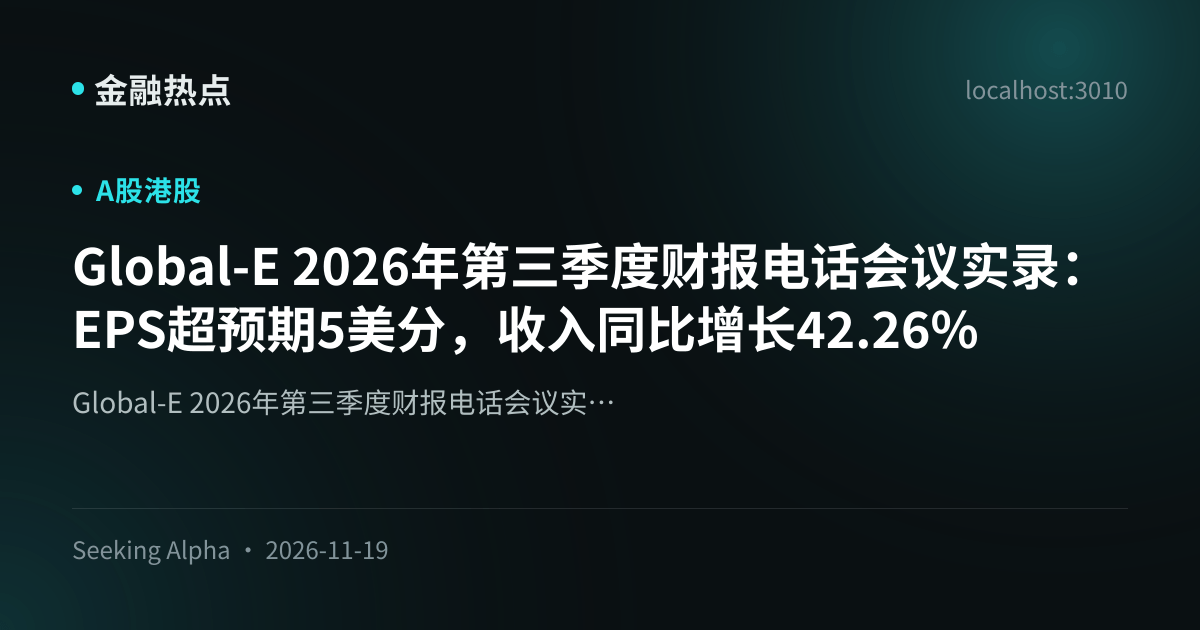 金融热点
localhost:3010
A股港股
Global-E 2026年第三季度财报电话会议实录：
EPS超预期5美分，收入同比增长42.26%
Global-E 2026年第三季度财报电话会议实…
Seeking Alpha · 2026-11-19